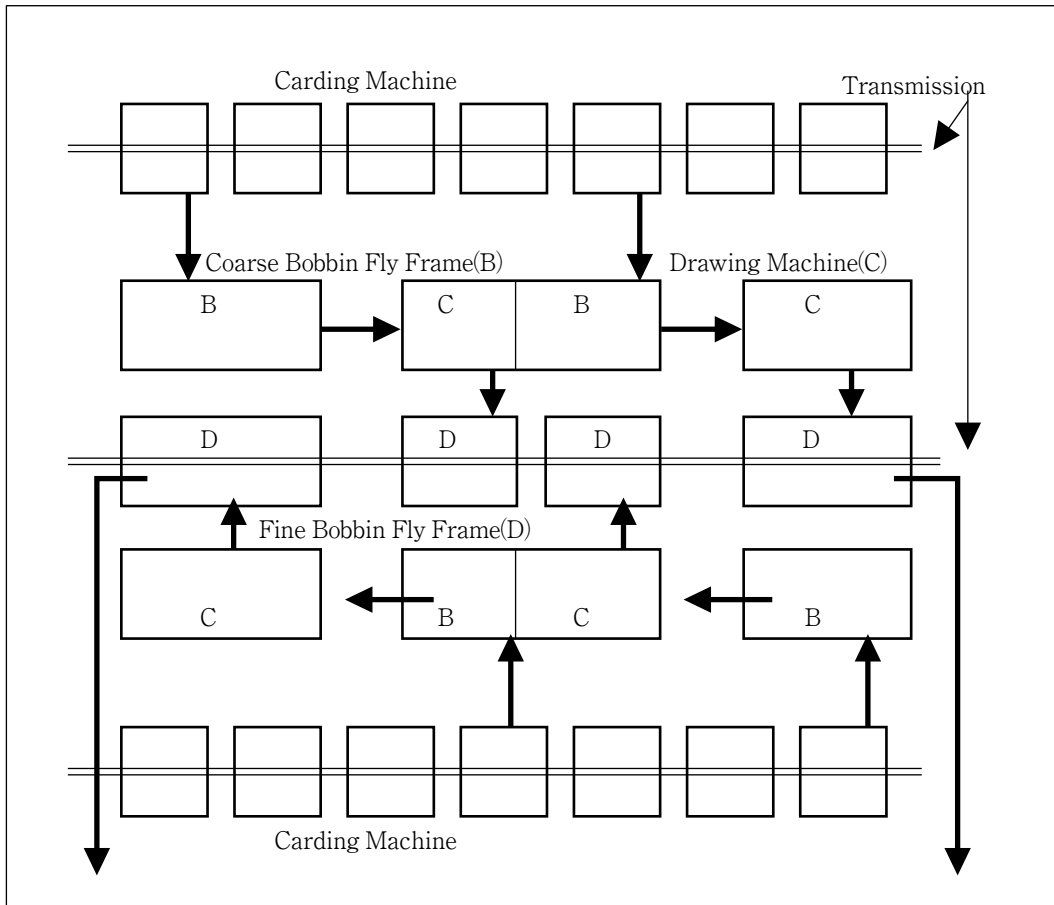 Carding Machine
Transmission
Coarse Bobbin Fly Frame(B)
Drawing Machine(C)
B
C
B
C
D
D
D
D
Fine Bobbin Fly Frame(D)
C
B
C
B
Carding Machine